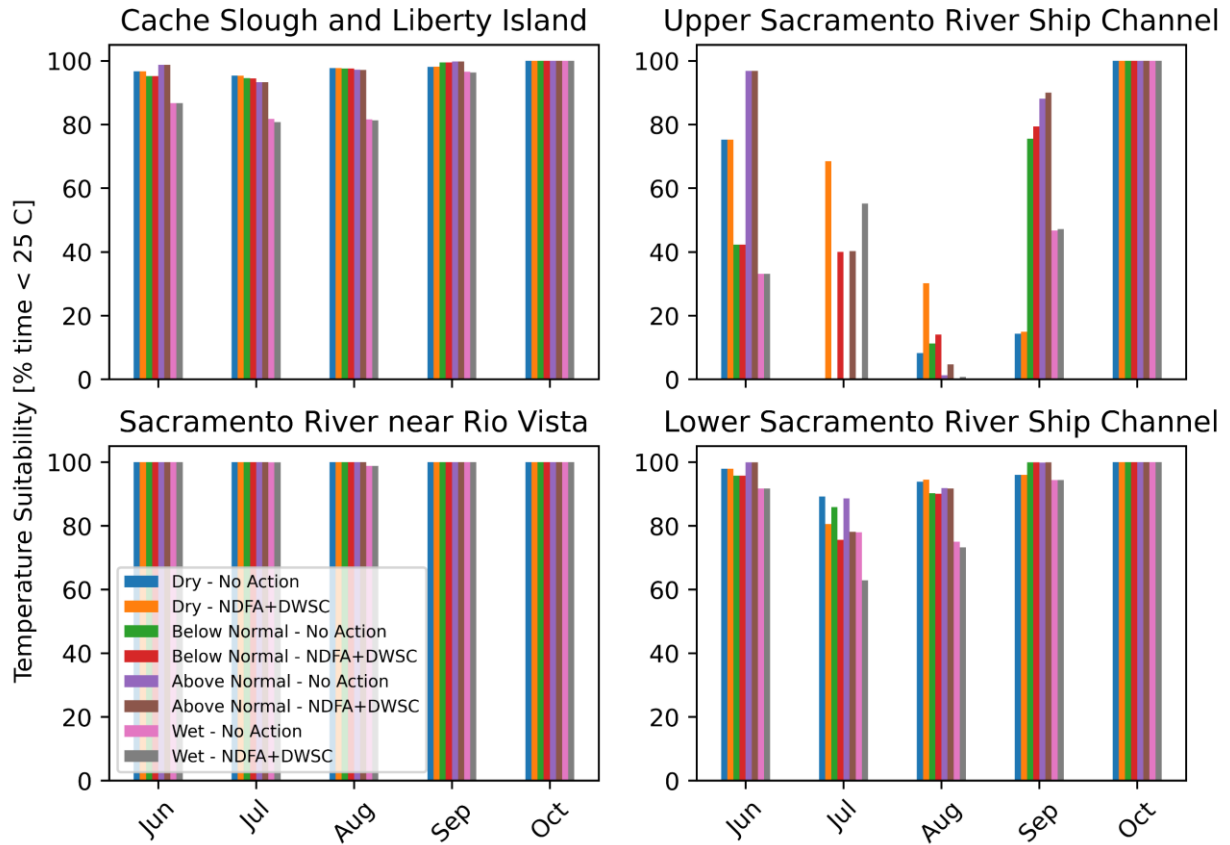 Cache Slough and Liberty Island
Upper Sacramento River Ship Channel
Temperature Suitability [% time < 25 C]
100
80
60
40
20
0
100
80
60
40
20
0
Sacramento River near Rio Vista
Lower Sacramento River Ship Channel
100
80
60
40
20
0
Dry - No Action
Dry - NDFA+DWSC
Below Normal - No Action
Below Normal - NDFA+DWSC
Above Normal - No Action
Above Normal - NDFA+DWSC
Wet - No Action
Wet - NDFA+DWSC
100
80
60
40
20
0
Jun
Jul
Aug
Sep
Oct
Jun
Jul
Aug
Sep
Oct